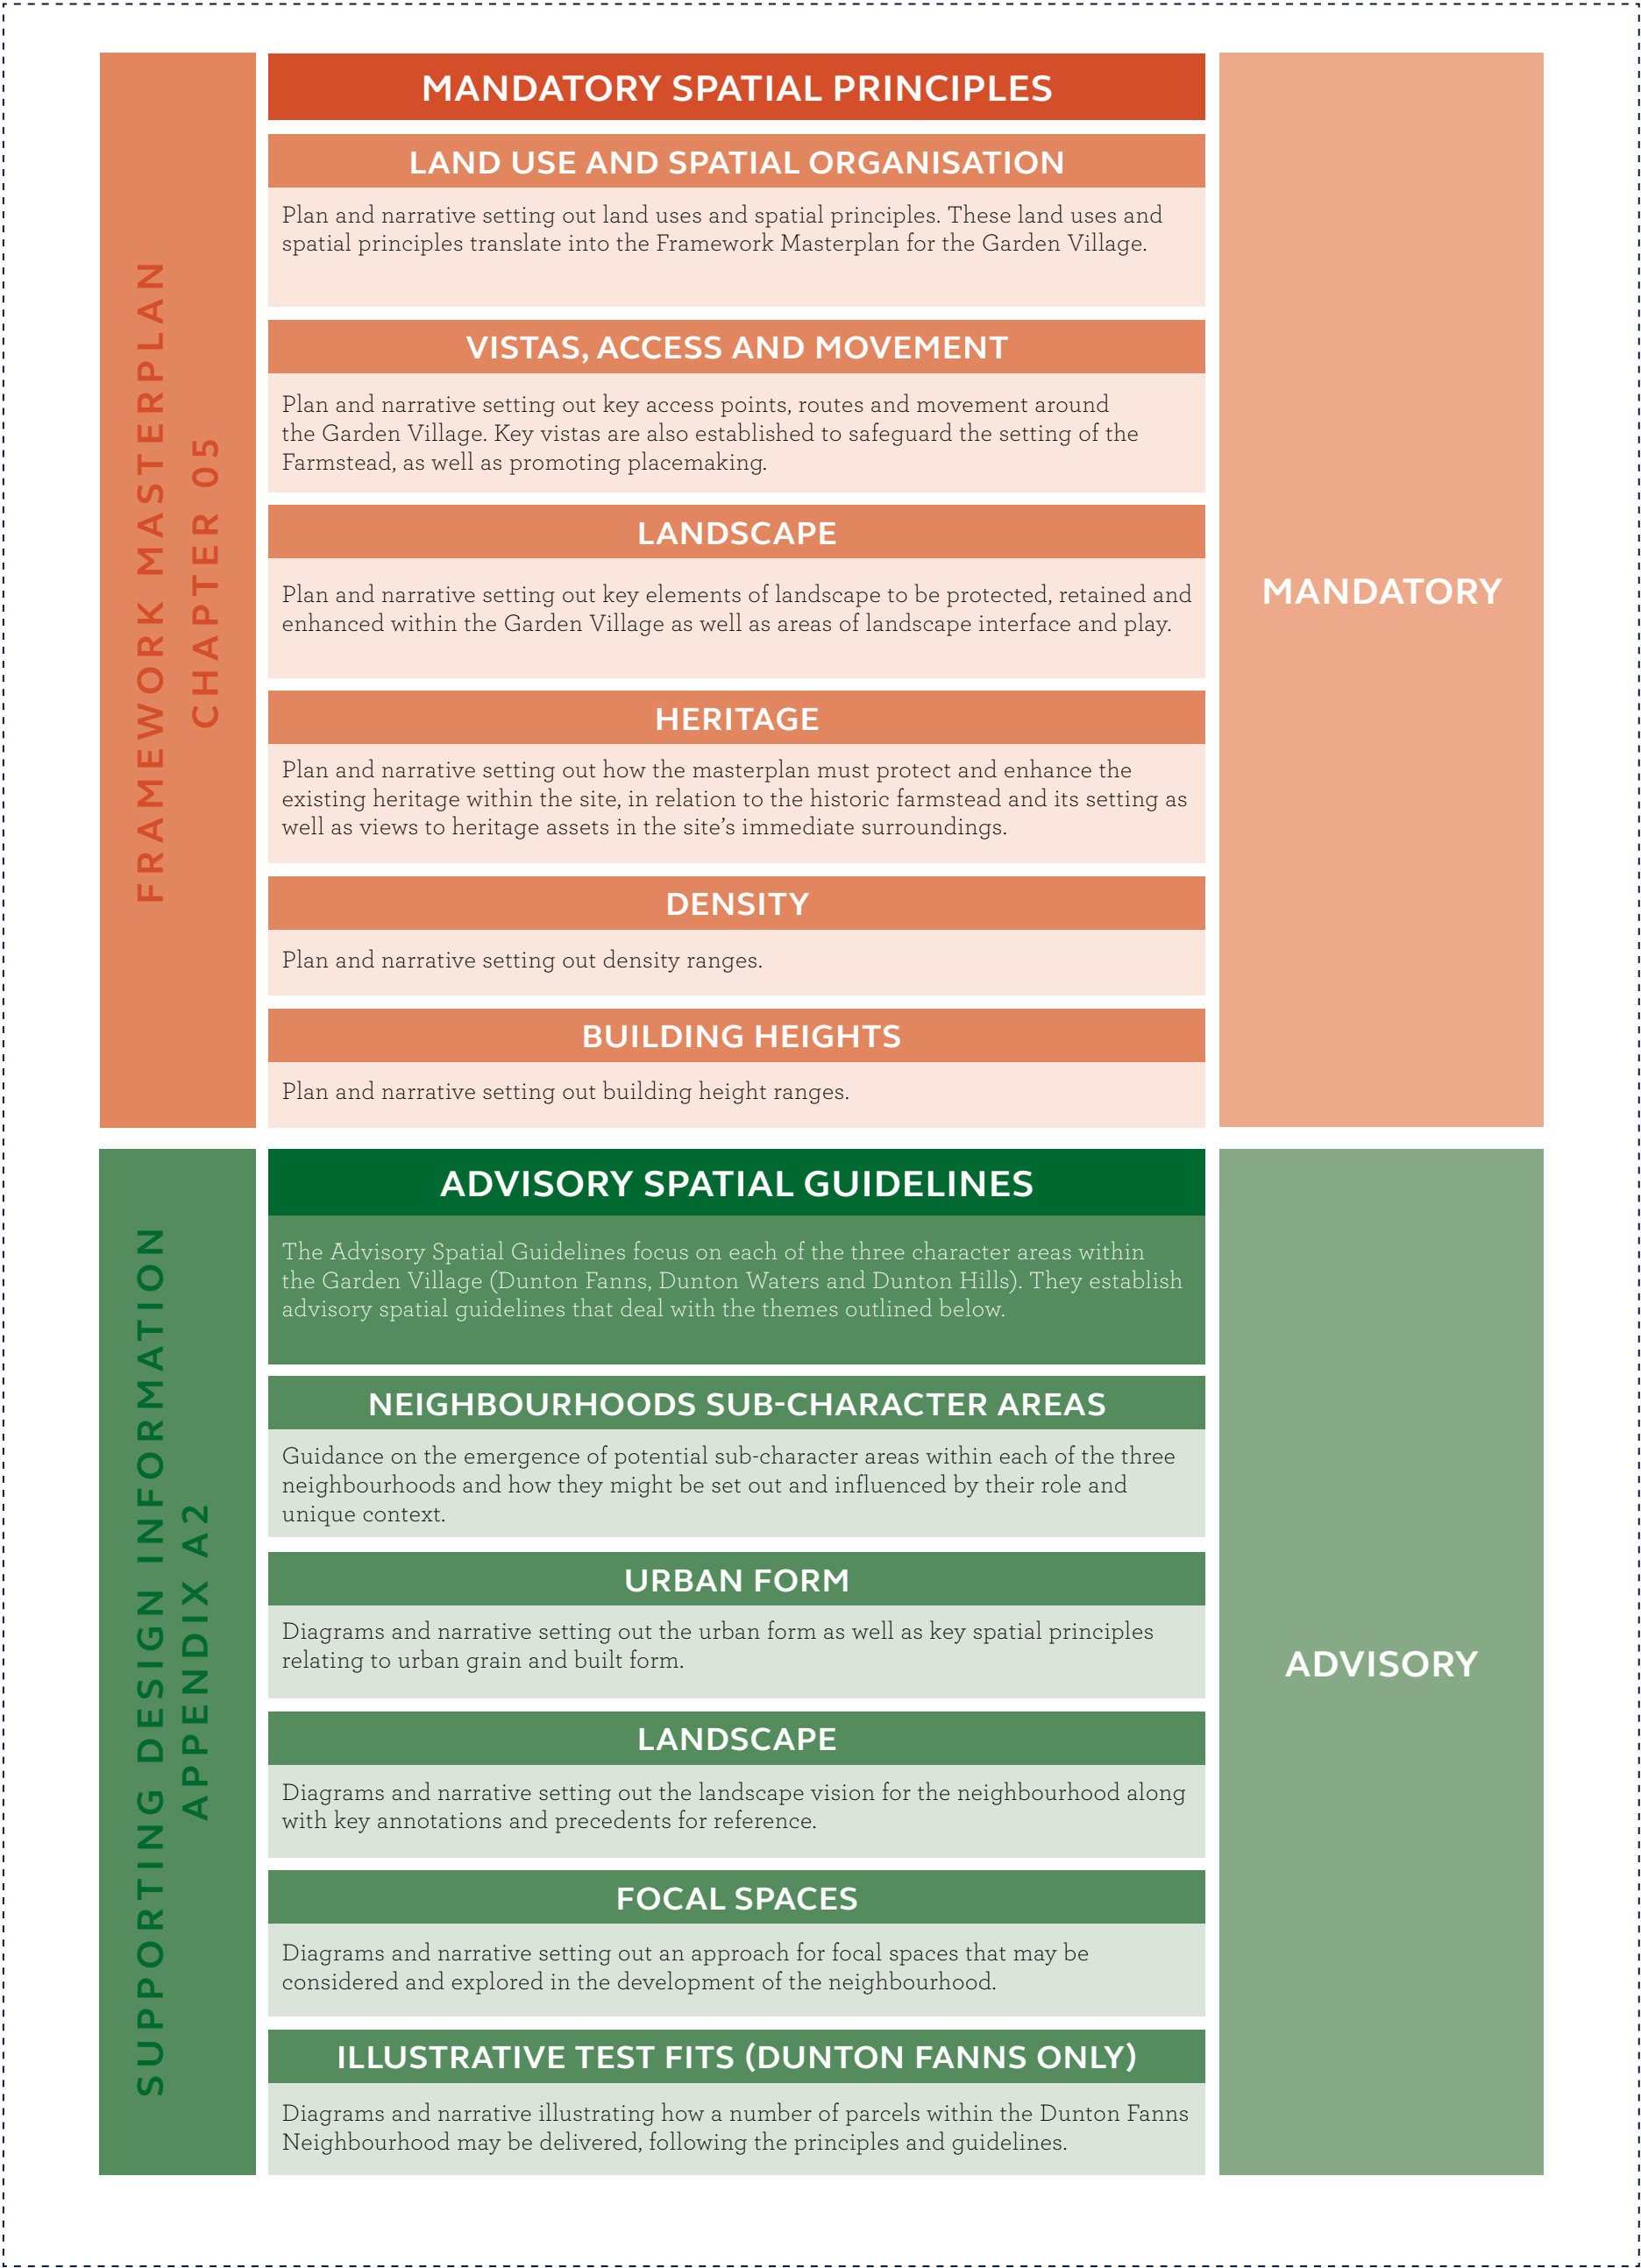 FRAMEWORK MASTERPLAN
CHAPTER 05
MANDATORY SPATIAL PRINCIPLES
LAND USE AND SPATIAL ORGANISATION
Plan and narrative setting out land uses and spatial principles. These land uses and
spatial principles translate into the Framework Masterplan for the Garden Village.
VISTAS, ACCESS AND MOVEMENT
Plan and narrative setting out key access points, routes and movement around
the Garden Village. Key vistas are also established to safeguard the setting of the
Farmstead, as well as promoting placemaking.
LANDSCAPE
Plan and narrative setting out key elements of landscape to be protected, retained and
enhanced within the Garden Village as well as areas of landscape interface and play.
HERITAGE
Plan and narrative setting out how the masterplan must protect and enhance the
existing heritage within the site, in relation to the historic farmstead and its setting as
well as views to heritage assets in the site’s immediate surroundings.
DENSITY
Plan and narrative setting out density ranges.
BUILDING HEIGHTS
Plan and narrative setting out building height ranges.
MANDATORY
SUPPORTING DESIGN INFORMATION
APPENDIX A2
ADVISORY SPATIAL GUIDELINES
The Advisory Spatial Guidelines focus on each of the three character areas within
the Garden Village (Dunton Fanns, Dunton Waters and Dunton Hills). They establish
advisory spatial guidelines that deal with the themes outlined below.
NEIGHBOURHOODS SUB-CHARACTER AREAS
Guidance on the emergence of potential sub-character areas within each of the three
neighbourhoods and how they might be set out and influenced by their role and
unique context.
URBAN FORM
Diagrams and narrative setting out the urban form as well as key spatial principles
relating to urban grain and built form.
LANDSCAPE
Diagrams and narrative setting out the landscape vision for the neighbourhood along
with key annotations and precedents for reference.
FOCAL SPACES
Diagrams and narrative setting out an approach for focal spaces that may be
considered and explored in the development of the neighbourhood.
ILLUSTRATIVE TEST FITS (DUNTON FANNS ONLY)
Diagrams and narrative illustrating how a number of parcels within the Dunton Fanns
Neighbourhood may be delivered, following the principles and guidelines.
ADVISORY